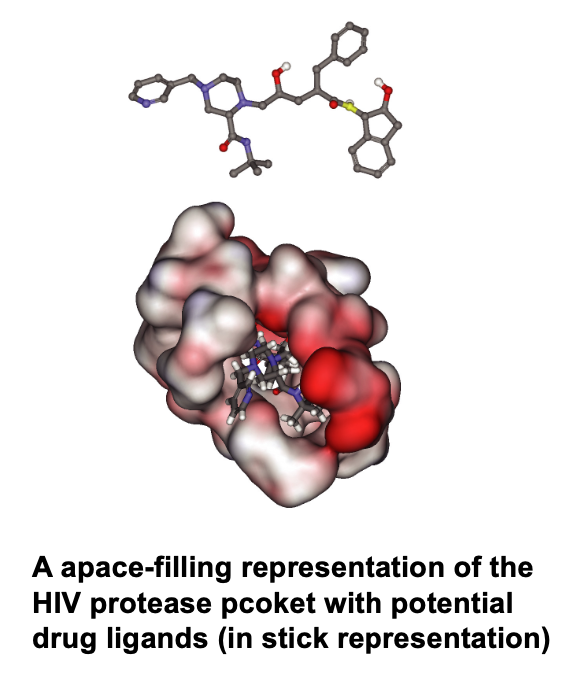 A apace-filling representation of the
HIV protease pcoket with potential
drug ligands (in stick representation)